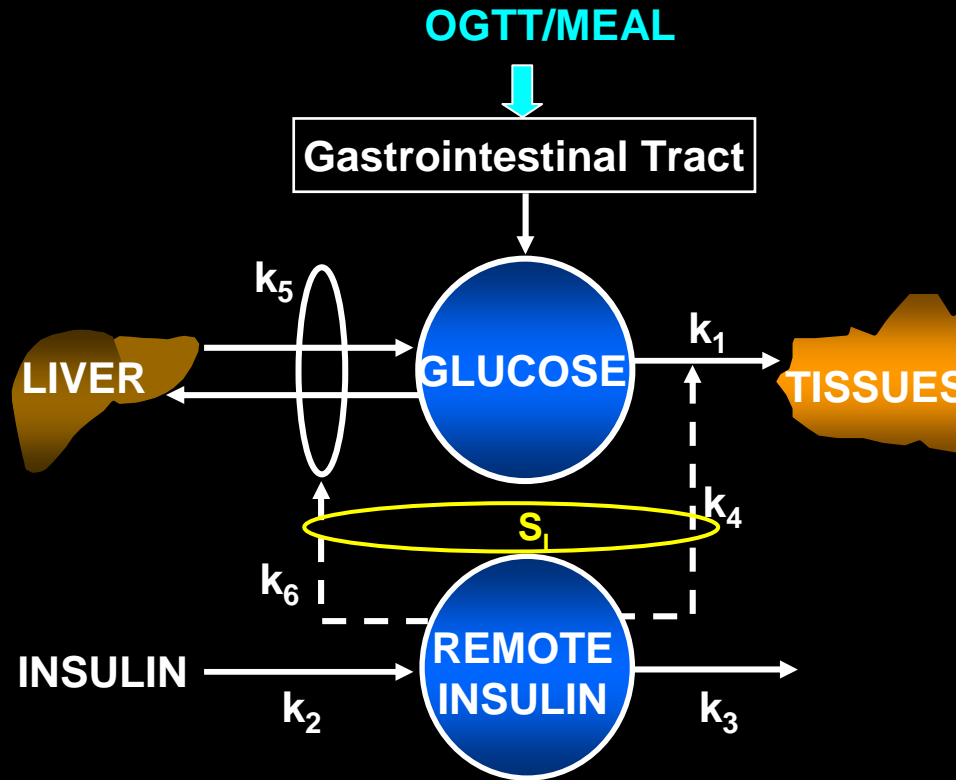 OGTT/MEAL
Gastrointestinal Tract
k5
k1
LIVER
GLUCOSE
TISSUES
SI
k4
k6
REMOTE
INSULIN
INSULIN
k2
k3